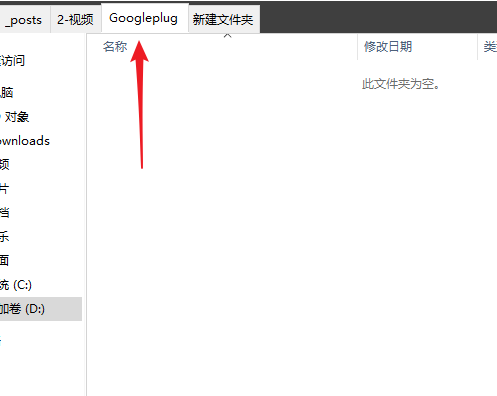 _posts 2-视频 Googleplug 新建文件夹
名称 修改日期 类
访问
此文件夹为空。
脑
对象
ownloads
频
片
档
乐
面
统 (C:)
加卷 (D:)